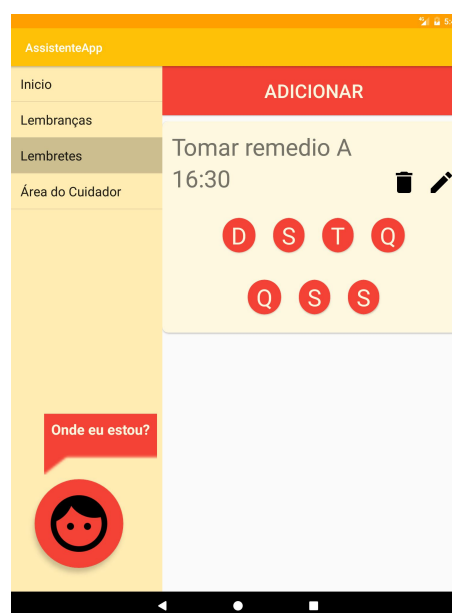 AssistenteApp
Inicio
Lembranças
Lembretes
Área do Cuidador
ADICIONAR
Tomar remedio A
16:30
D S T Q
Q S S
Onde eu estou?